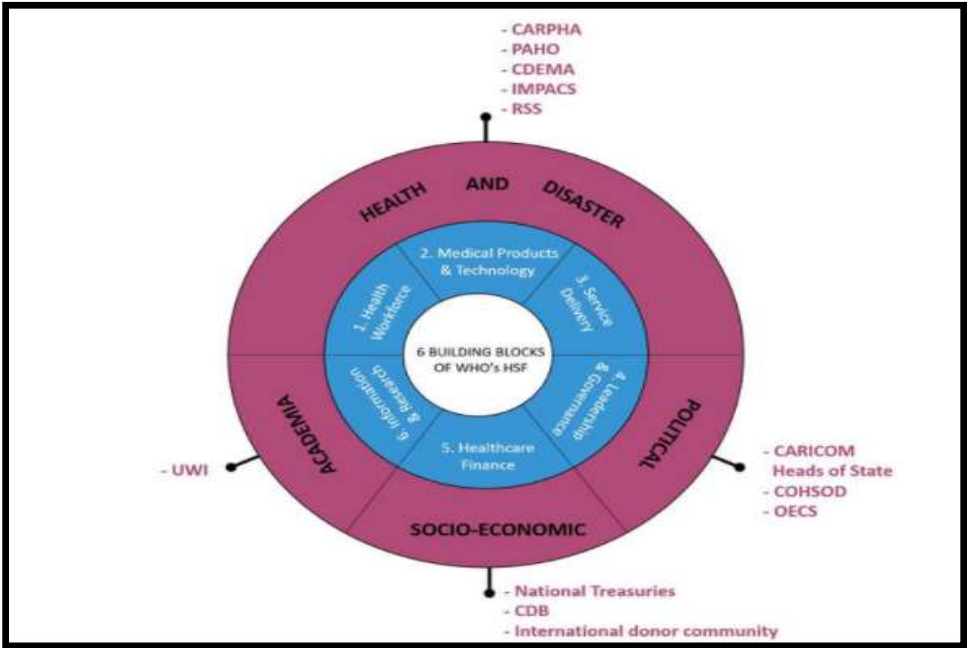 - CARPHA
- PAHO
- CDEMA
- IMPACS
- RSS
HEALTH AND DISASTER
2. Medical Products
& Technology
1. Health
Workforce
3. Service
Delivery
6 BUILDING BLOCKS
OF WHO's HSF
6. Information
& Research
4. Leadership
& Governance
5. Healthcare
Finance
ACADEMIA
POLITICAL
SOCIO-ECONOMIC
- UWI
- CARICOM
Heads of State
- COHSOD
- OECS
- National Treasuries
- CDB
- International donor community